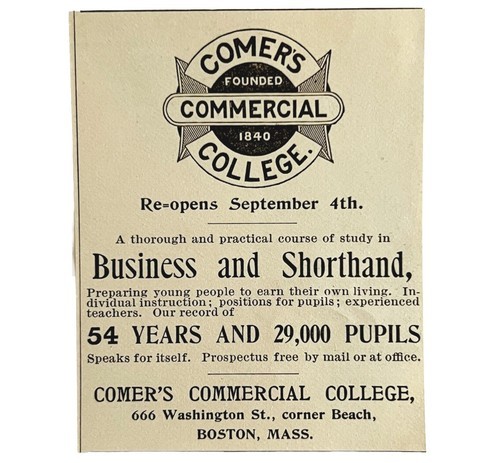 COMER'S
FOUNDED
COMMERCIAL
1840
COLLEGE.
Re=opens September 4th.
A thorough and practical course of study in
Business and Shorthand,
Preparing young people to earn their own living. In-
dividual instruction; positions for pupils; experienced
teachers. Our record of
54 YEARS AND 29,000 PUPILS
Speaks for itself. Prospectus free by mail or at office.
COMER'S COMMERCIAL COLLEGE,
666 Washington St., corner Beach,
BOSTON, MASS.